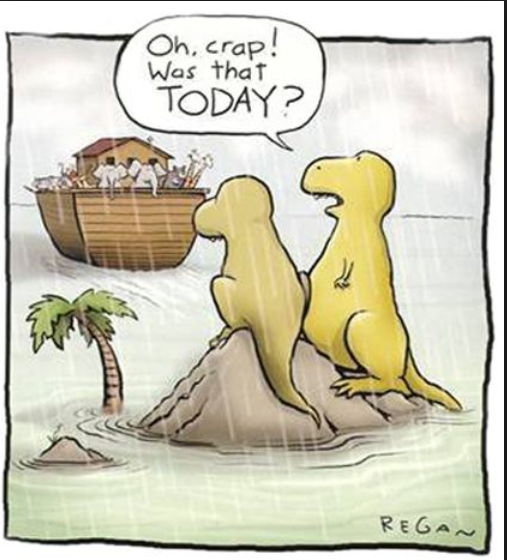 Oh, crap!
Was that
TODAY?
REGAN